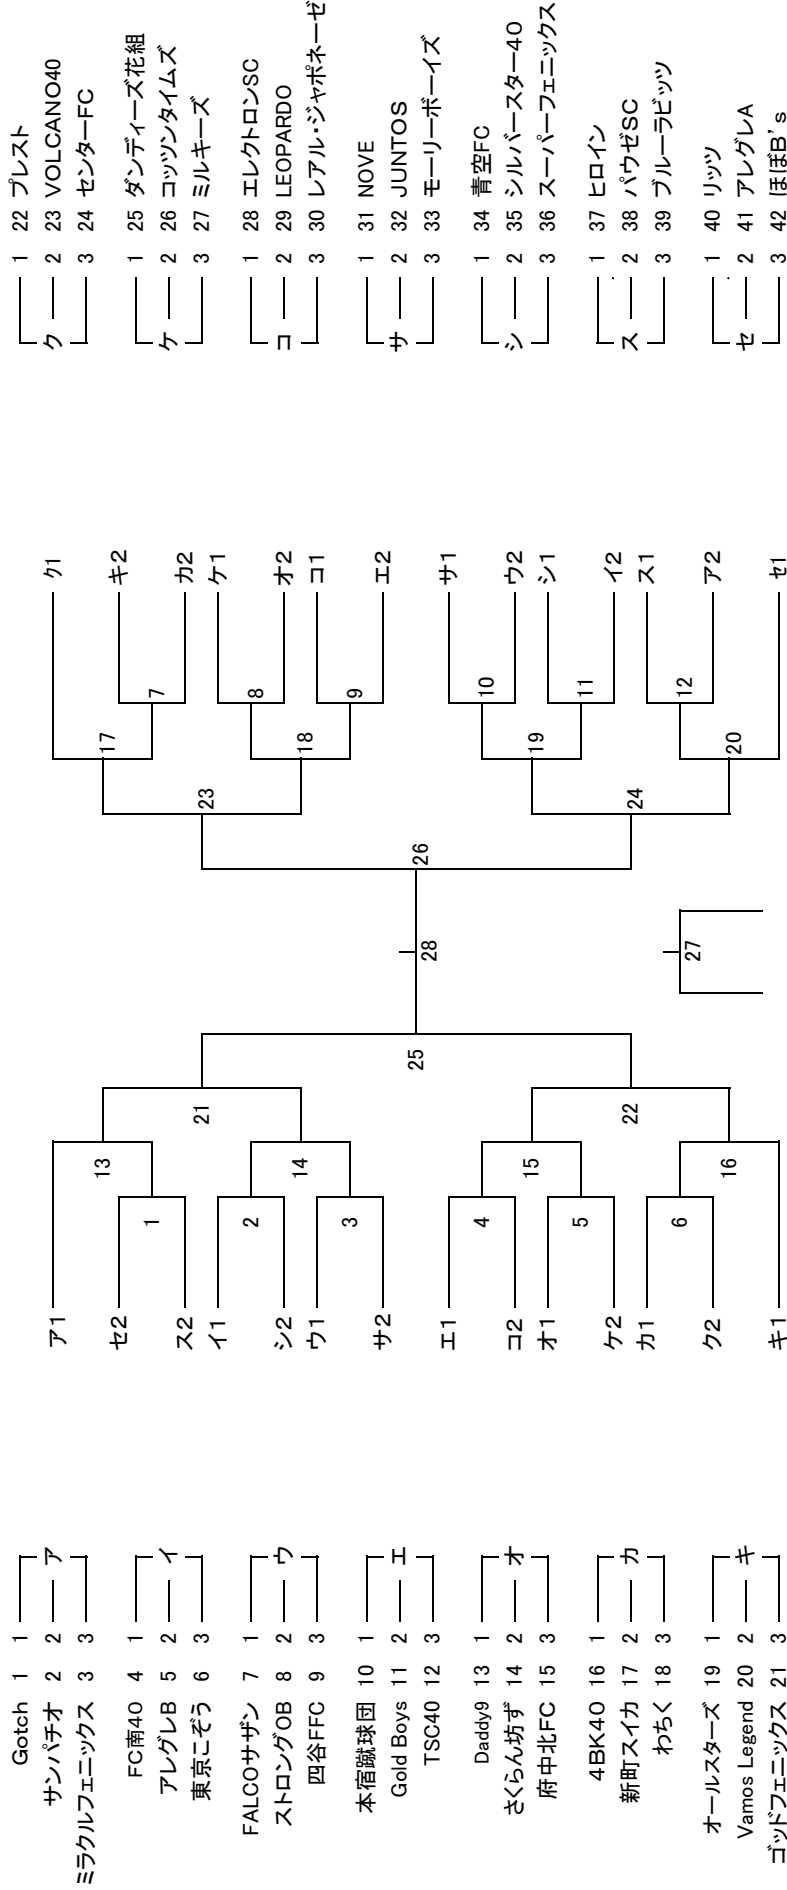 Gotch 1 1
サンパチオ 2 2 ア
ミラクルフェニックス 3 3
FC南40 4 1
アレグレB 5 2 イ
東京こぞう 6 3
FALCOサザン 7 1
ストロングOB 8 2 ウ
四谷FFC 9 3
本宿蹴球団 10 1
Gold Boys 11 2 エ
TSC40 12 3
Daddy9 13 1
さくらん坊ず 14 2 オ
府中北FC 15 3
4BK40 16 1
新町スイカ 17 2 カ
わちく 18 3
オールスターズ 19 1
Vamos Legend 20 2 キ
ゴッドフェニックス 21 3
ア1
セ2
ス2
イ1
シ2
ウ1
サ2
エ1
コ2
オ1
ケ2
カ1
ク2
キ1
1
2
3
4
5
6
13
14
15
16
21
22
25
28
27
26
23
24
17
18
19
20
7
8
9
10
11
12
ク1
キ2
カ2
ケ1
オ2
コ1
エ2
サ1
ウ2
シ1
イ2
ス1
ア2
セ1
1 22 プレスト
ク 2 23 VOLCANO40
3 24 センターFC
1 25 ダンディーズ花組
ケ 2 26 コッツンタイムズ
3 27 ミルキーズ
1 28 エレクトロンSC
コ 2 29 LEOPARDO
3 30 レアル・ジャポネーゼ
1 31 NOVE
サ 2 32 JUNTOS
3 33 モーリーボーイズ
1 34 青空FC
シ 2 35 シルバースター40
3 36 スーパーフェニックス
1 37 ヒロイン
ス 2 38 パウゼSC
3 39 ブルーラビッツ
1 40 リッツ
セ 2 41 アレグレA
3 42 ほぼB's